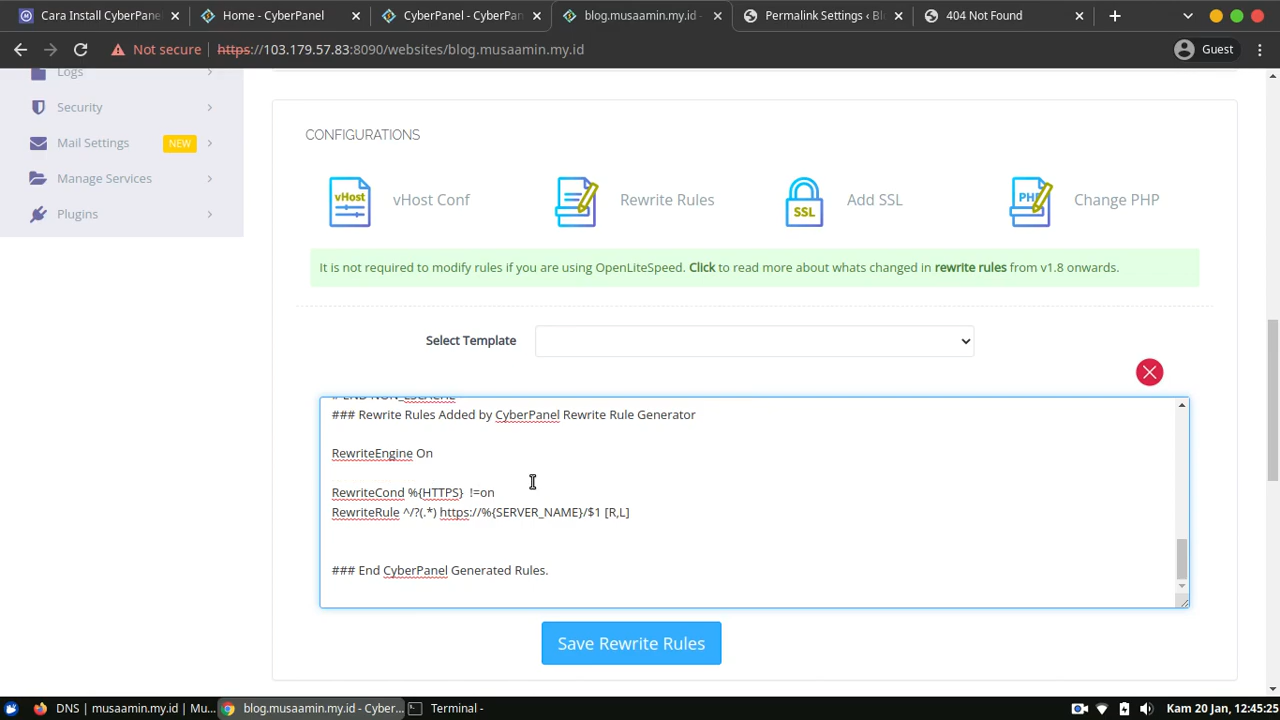 Install CyberPanel
Home - CyberPanel
CyberPanel - CyberPan
blog.musaamin.my.id -
Permalink Settings ‹ Bl
404 Not Found
Not secure
https://103.179.57.83:8090/websites/blog.musaamin.my.id
Guest
Logs
Security
Mail Settings
NEW
Manage Services
Plugins
CONFIGURATIONS
vHost
vHost Conf
Rewrite Rules
SSL
Add SSL
PHP
Change PHP
It is not required to modify rules if you are using OpenLiteSpeed. Click to read more about whats changed in rewrite rules from v1.8 onwards.
Select Template
# END NON_LSCACHE
### Rewrite Rules Added by CyberPanel Rewrite Rule Generator
RewriteEngine On
RewriteCond %{HTTPS}  !=on
RewriteRule ^/?(.*) https://%{SERVER_NAME}/$1 [R,L]
### End CyberPanel Generated Rules.
Save Rewrite Rules
DNS | musaamin.my.id | Mu...
blog.musaamin.my.id - Cyber...
Terminal -
Kam 20 Jan, 12:45:25